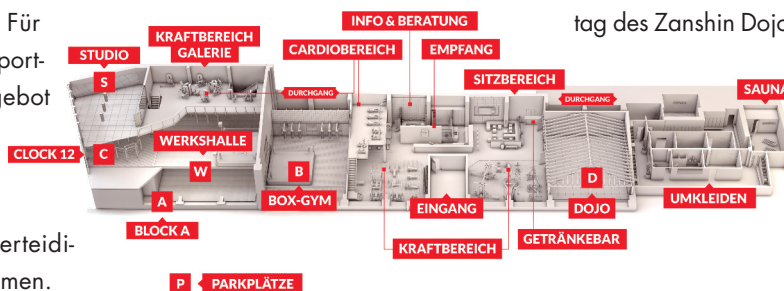 Für
port-
gebot
erteidi-
men.
tag des Zanshin Dojo
INFO & BERATUNG
KRAFTBEREICH
GALERIE
STUDIO
S
CARDIOBEREICH
EMPFANG
SITZBEREICH
DURCHGANG
DURCHGANG
SAUNA
CLOCK 12
C
WERKSHALLE
W
A
BLOCK A
B
BOX-GYM
EINGANG
KRAFTBEREICH
GETRÄNKEBAR
D
DOJO
UMKLEIDEN
P
PARKPLÄTZE